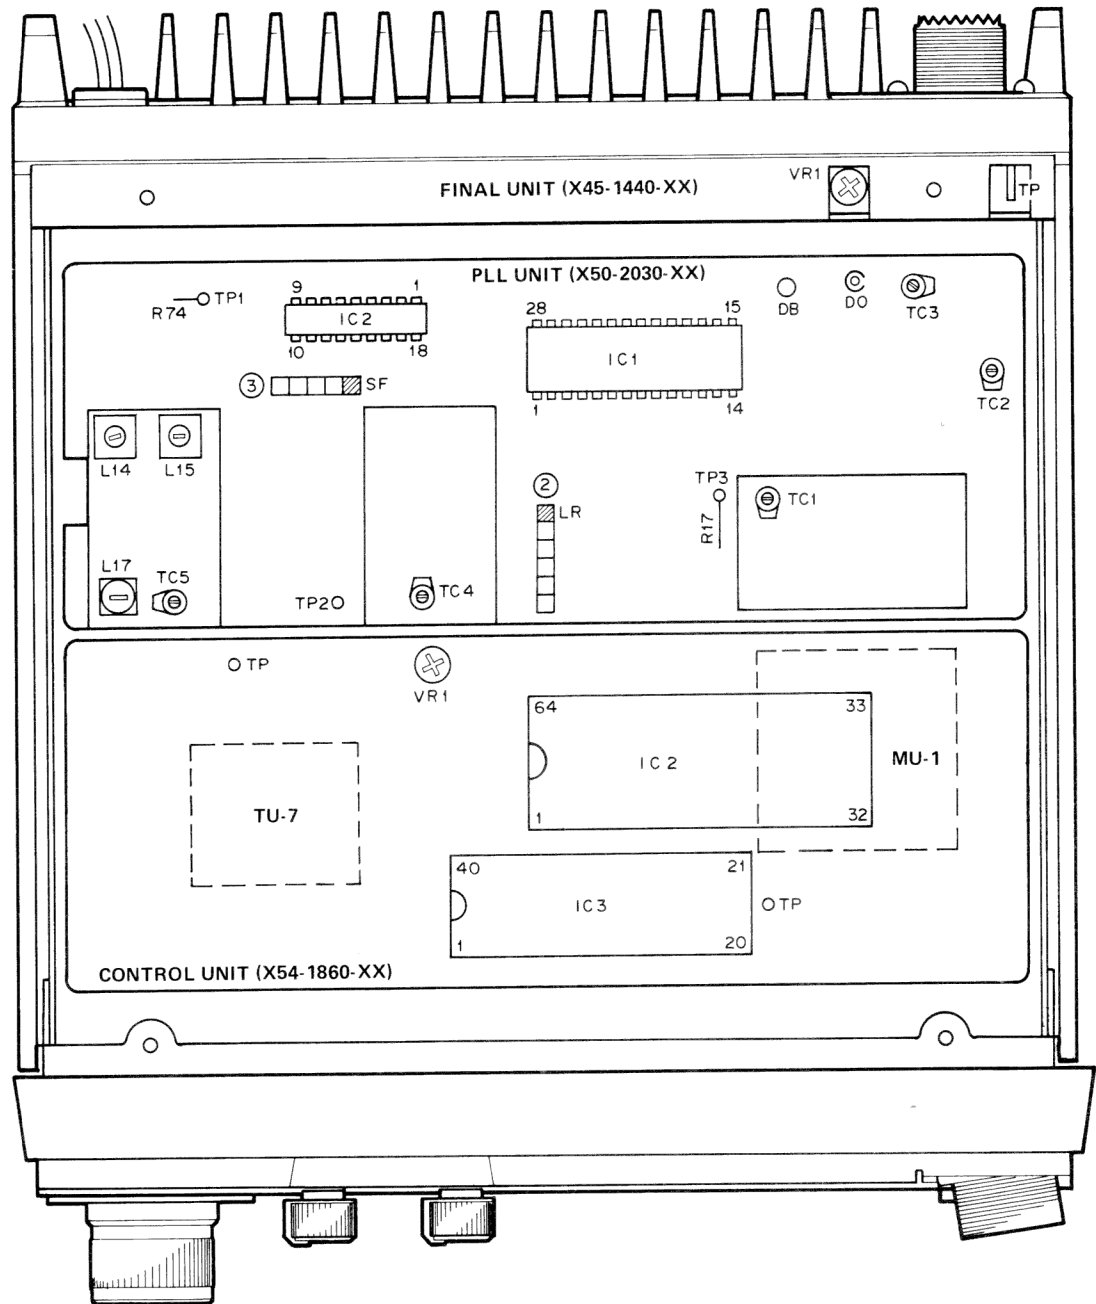 VR1
TP
FINAL UNIT (X45-1440-XX)
PLL UNIT (X50-2030-XX)
R74
TP1
9 1
IC2
10 18
28 15
IC1
1 14
DB
DO
TC3
TC2
3
SF
L14
L15
2
LR
TP3
R17
TC1
L17
TC5
TP2
TC4
TP
VR1
64 33
IC2
1 32
MU-1
TU-7
40 21
IC3
1 20
TP
CONTROL UNIT (X54-1860-XX)